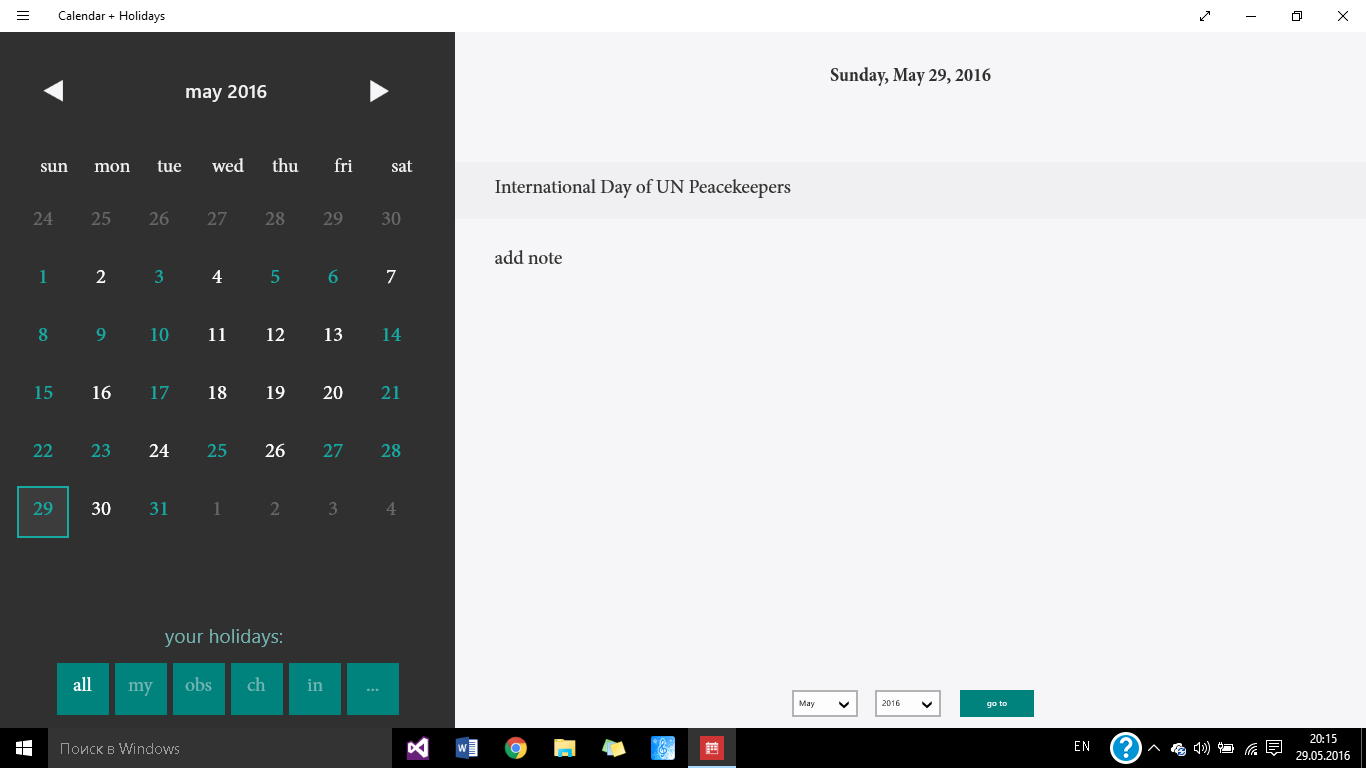 Calendar + Holidays
may 2016
sun mon tue wed thu fri sat
24 25 26 27 28 29 30
1 2 3 4 5 6 7
8 9 10 11 12 13 14
15 16 17 18 19 20 21
22 23 24 25 26 27 28
29 30 31 1 2 3 4
your holidays:
all my obs ch in ...
Sunday, May 29, 2016
International Day of UN Peacekeepers
add note
May 2016 go to
Поиск в Windows
EN
20:15
29.05.2016